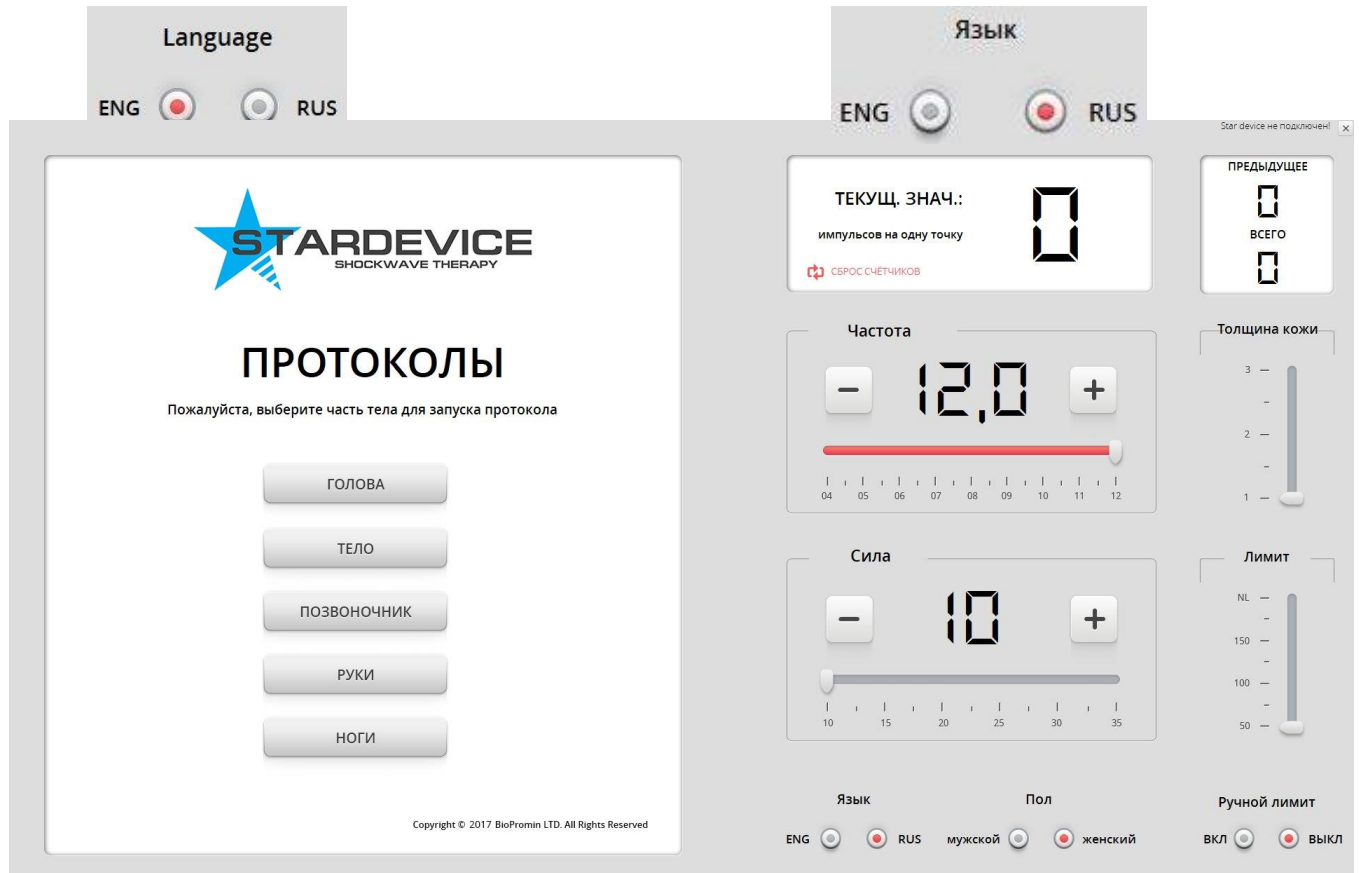 Language
ENG RUS
Язык
ENG RUS
Star device не подключен! ×
STARDEVICE
SHOCKWAVE THERAPY
ПРОТОКОЛЫ
Пожалуйста, выберите часть тела для запуска протокола
ГОЛОВА
ТЕЛО
ПОЗВОНОЧНИК
РУКИ
НОГИ
Copyright © 2017 BioPromin LTD. All Rights Reserved
ТЕКУЩ. ЗНАЧ.:
импульсов на одну точку
0
СБРОС СЧЁТЧИКОВ
ПРЕДЫДУЩЕЕ
0
ВСЕГО
0
Частота
− 12,0 +
04 05 06 07 08 09 10 11 12
Толщина кожи
3
2
1
Сила
− 10 +
10 15 20 25 30 35
Лимит
NL
150
100
50
Язык
ENG RUS
Пол
мужской женский
Ручной лимит
ВКЛ ВЫКЛ